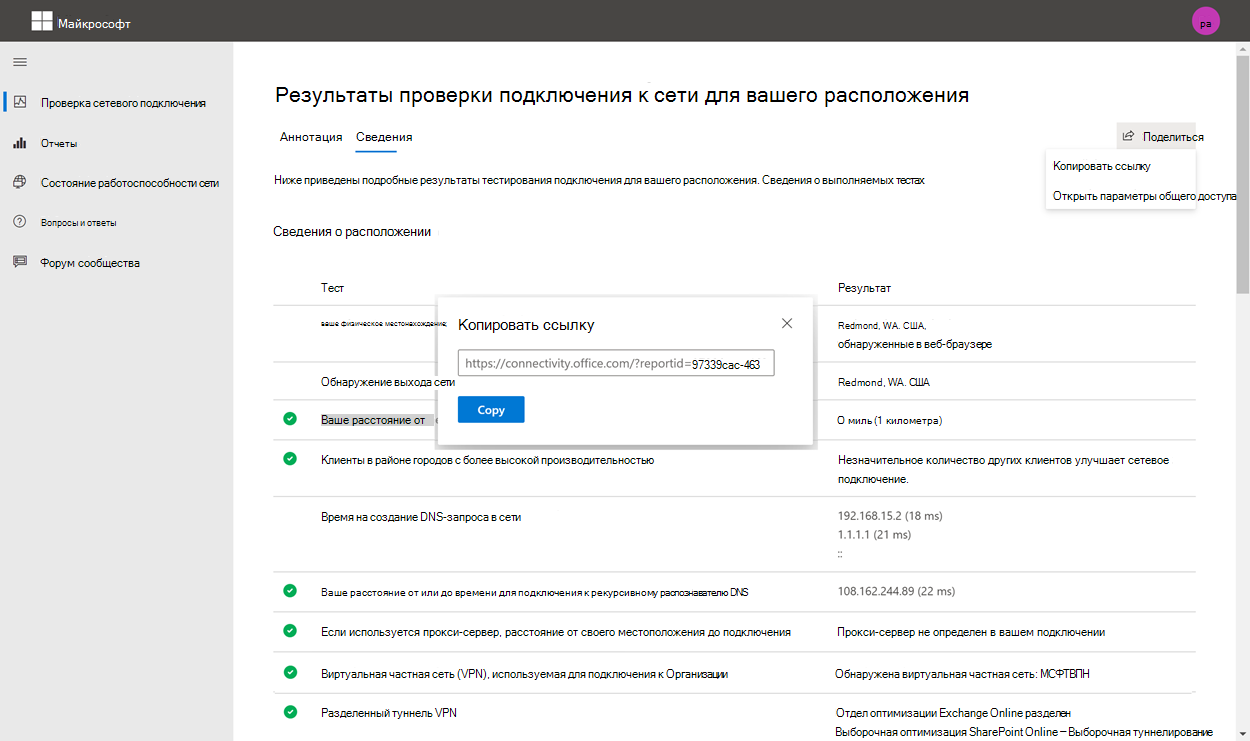 Майкрософт
ра
Проверка сетевого подключения
Отчеты
Состояние работоспособности сети
Вопросы и ответы
Форум сообщества
Результаты проверки подключения к сети для вашего расположения
Аннотация Сведения
Поделиться
Копировать ссылку
Открыть параметры общего доступа
Ниже приведены подробные результаты тестирования подключения для вашего расположения. Сведения о выполняемых тестах
Сведения о расположении
Тест Результат
ваше физическое местонахождение; Redmond, WA. США,
обнаруженные в веб-браузере
Обнаружение выхода сети Redmond, WA. США
Ваше расстояние от 0 миль (1 километра)
Копировать ссылку
https://connectivity.office.com/?reportid=97339cac-463
Copy
Клиенты в районе городов с более высокой производительностью Незначительное количество других клиентов улучшает сетевое
подключение.
Время на создание DNS-запроса в сети 192.168.15.2 (18 ms)
1.1.1.1 (21 ms)
::
Ваше расстояние от или до времени для подключения к рекурсивному распознавателю DNS 108.162.244.89 (22 ms)
Если используется прокси-сервер, расстояние от своего местоположения до подключения Прокси-сервер не определен в вашем подключении
Виртуальная частная сеть (VPN), используемая для подключения к Организации Обнаружена виртуальная частная сеть: МСФТВПН
Разделенный туннель VPN Отдел оптимизации Exchange Online разделен
Выборочная оптимизация SharePoint Online – Выборочная туннелирование